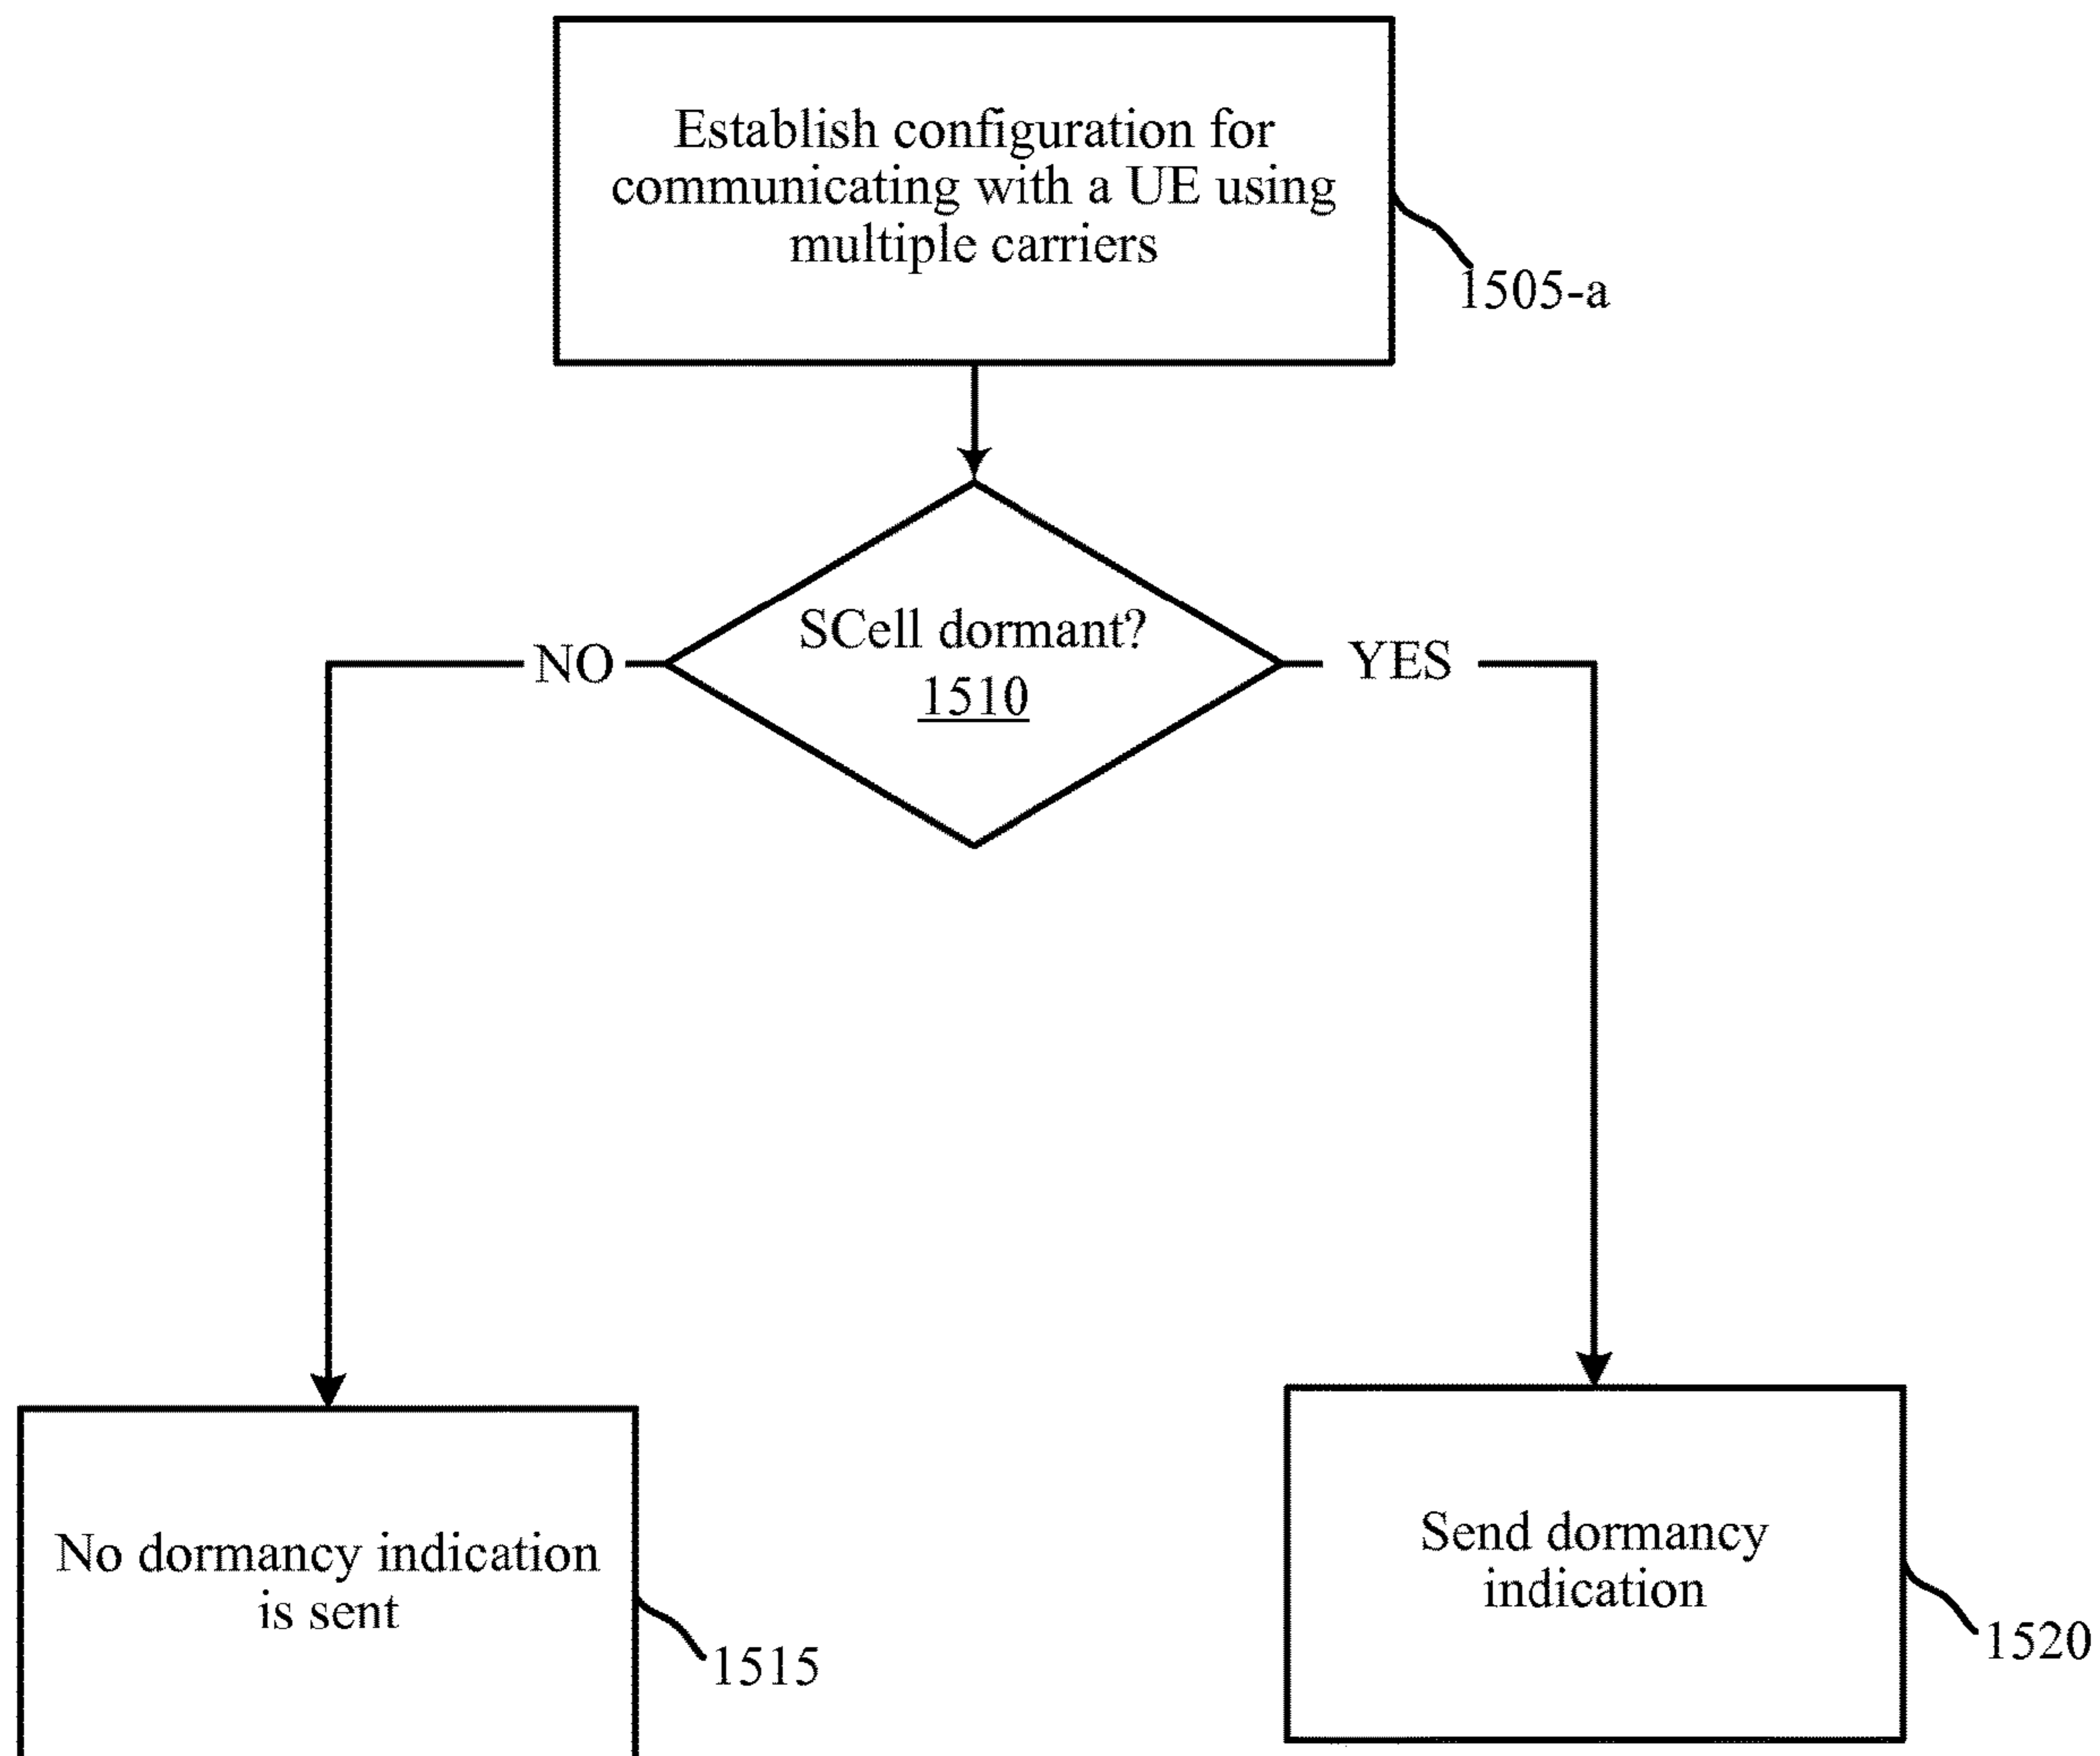 Establish configuration for
communicating with a UE using
multiple carriers
1505-a
SCell dormant?
1510
NO
YES
No dormancy indication
is sent
1515
Send dormancy
indication
1520